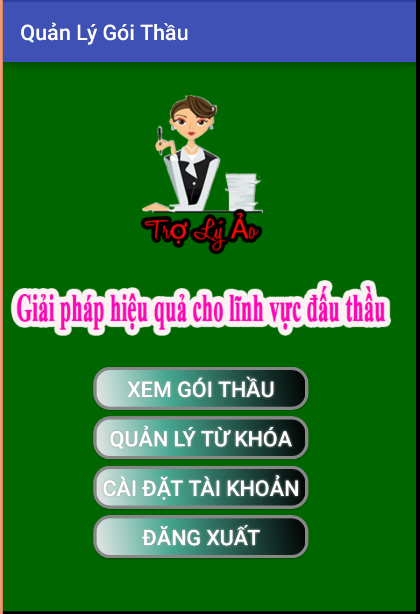 Quản Lý Gói Thầu
Trợ Lý Ảo
Giải pháp hiệu quả cho lĩnh vực đấu thầu
XEM GÓI THẦU
QUẢN LÝ TỪ KHÓA
CÀI ĐẶT TÀI KHOẢN
ĐĂNG XUẤT